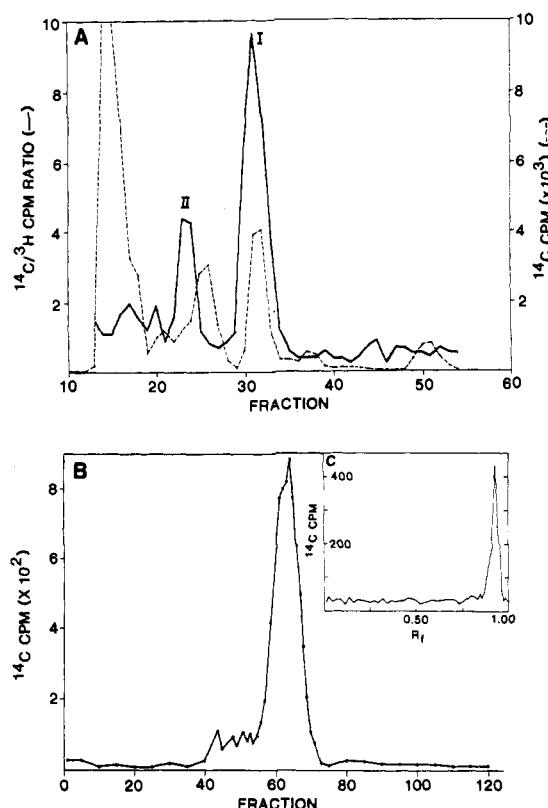 A
I
II
10
8
6
4
2
10
8
6
4
2
¹⁴C/³H CPM RATIO (—)
¹⁴C CPM (×10³) (--
10 20 30 40 50 60
FRACTION
B
8
6
4
2
¹⁴C CPM (X 10²)
C
400
200
¹⁴C CPM
0.50 1.00
Rf
0 20 40 60 80 100 120
FRACTION